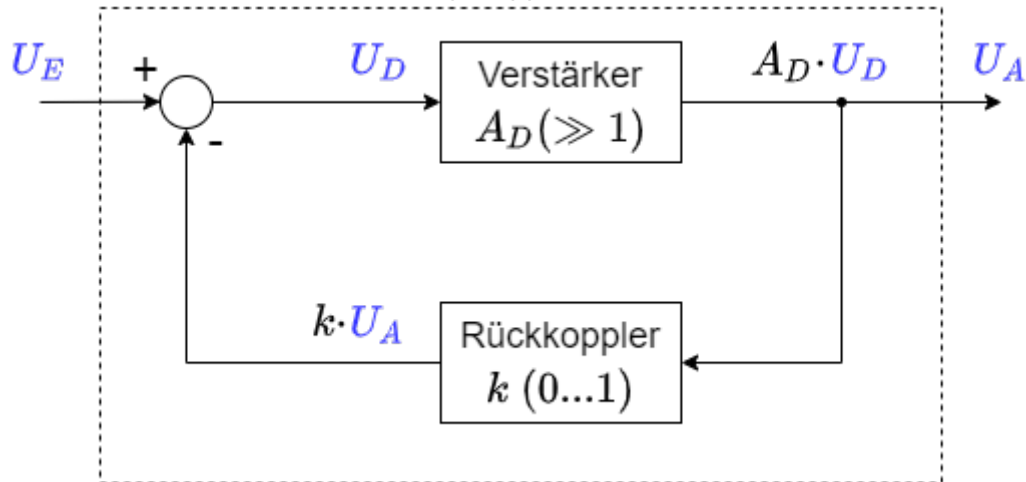 U_E
+
-
U_D
Verstärker
A_D(≫ 1)
A_D·U_D
U_A
k·U_A
Rückkoppler
k (0...1)